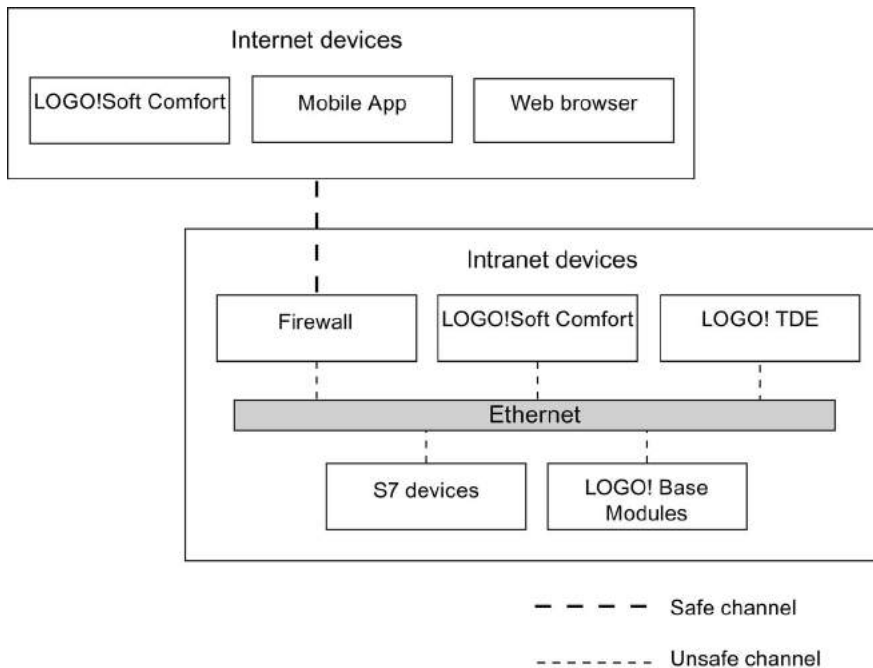 Internet devices
LOGO!Soft Comfort
Mobile App
Web browser
Intranet devices
Firewall
LOGO!Soft Comfort
LOGO! TDE
Ethernet
S7 devices
LOGO! Base
Modules
Safe channel
Unsafe channel